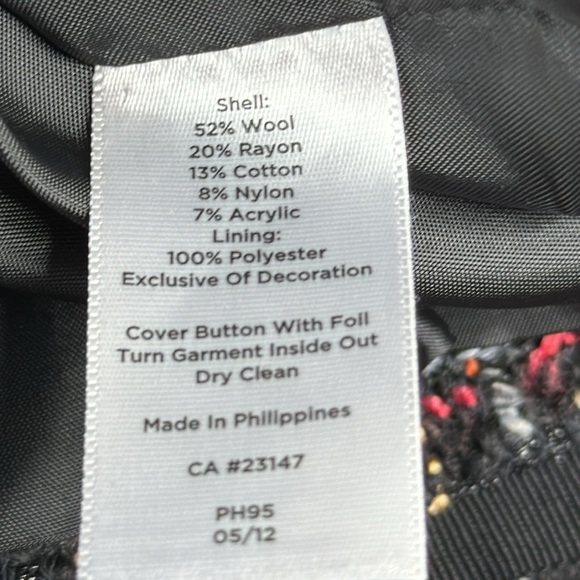 Shell:
52% Wool
20% Rayon
13% Cotton
8% Nylon
7% Acrylic
Lining:
100% Polyester
Exclusive Of Decoration
Cover Button With Foil
Turn Garment Inside Out
Dry Clean
Made In Philippines
CA #23147
PH95
05/12